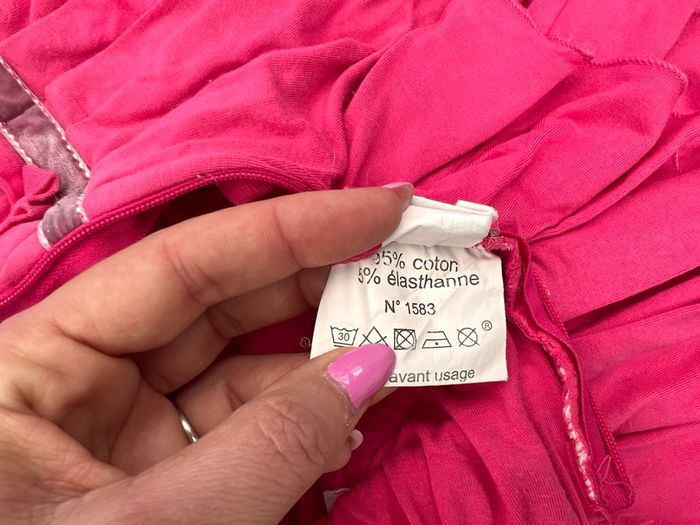 95% coton
5% élasthanne
N° 1583
30 ®
avant usage